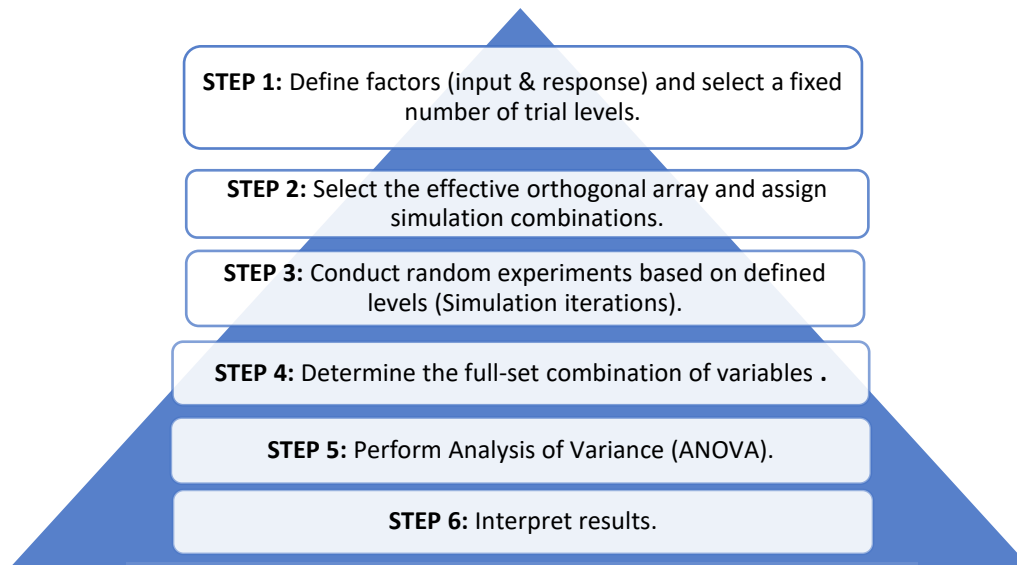 STEP 1: Define factors (input & response) and select a fixed
number of trial levels.
STEP 2: Select the effective orthogonal array and assign
simulation combinations.
STEP 3: Conduct random experiments based on defined
levels (Simulation iterations).
STEP 4: Determine the full-set combination of variables .
STEP 5: Perform Analysis of Variance (ANOVA).
STEP 6: Interpret results.